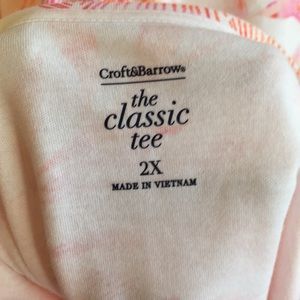 Croft&Barrow®
the
classic
tee
2X
MADE IN VIETNAM